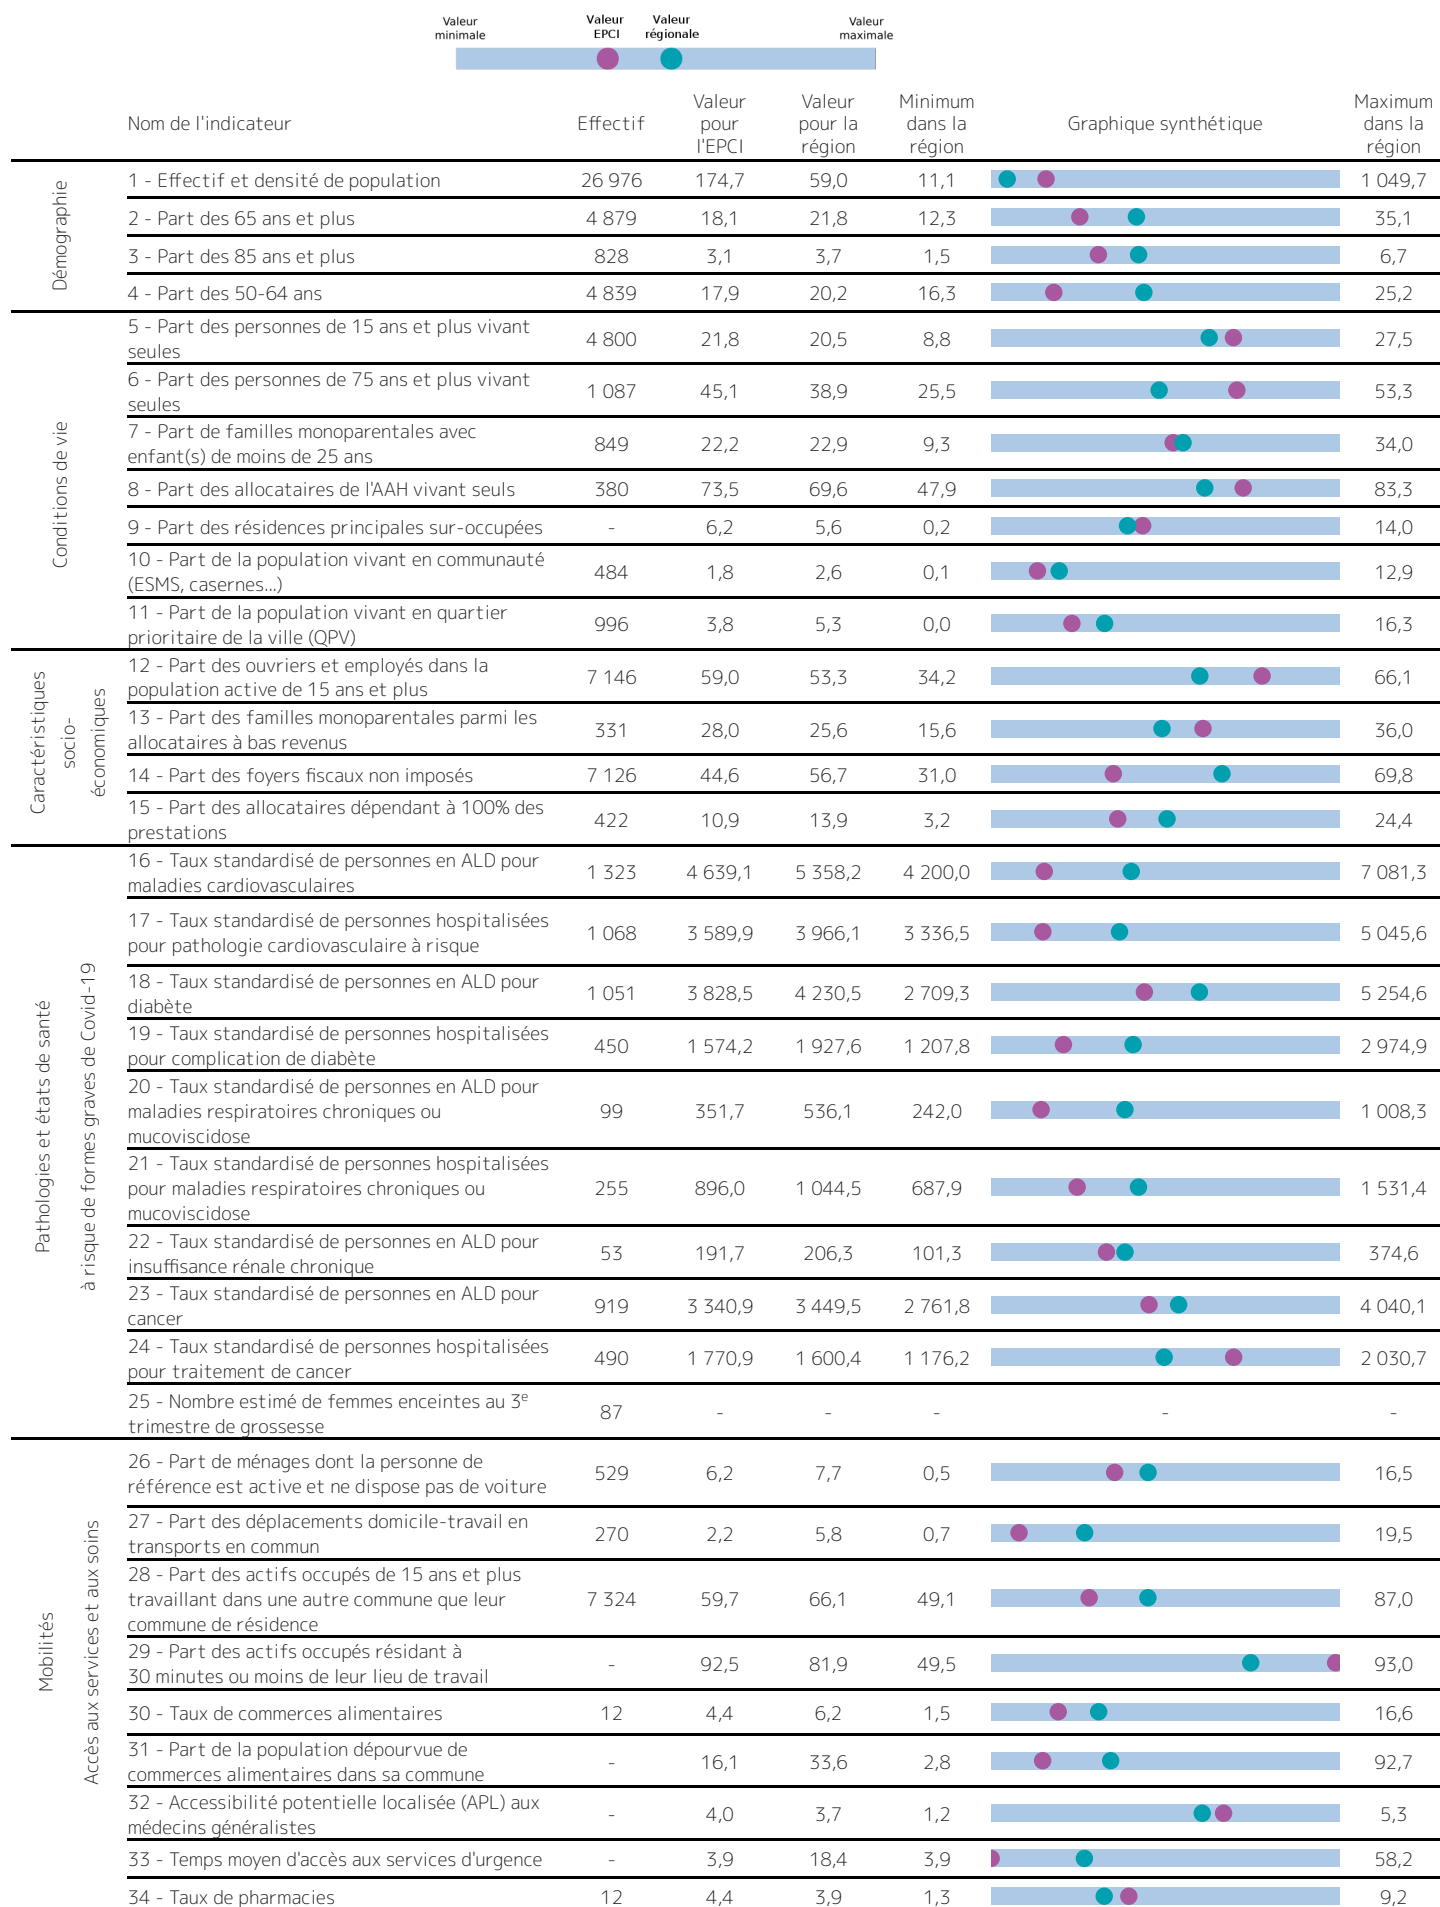 Valeur minimale
Valeur EPCI
Valeur régionale
Valeur maximale
Nom de l'indicateur Effectif Valeur pour l'EPCI Valeur pour la région Minimum dans la région Graphique synthétique Maximum dans la région
Démographie
1 - Effectif et densité de population 26 976 174,7 59,0 11,1 1 049,7
2 - Part des 65 ans et plus 4 879 18,1 21,8 12,3 35,1
3 - Part des 85 ans et plus 828 3,1 3,7 1,5 6,7
4 - Part des 50-64 ans 4 839 17,9 20,2 16,3 25,2
Conditions de vie
5 - Part des personnes de 15 ans et plus vivant
seules 4 800 21,8 20,5 8,8 27,5
6 - Part des personnes de 75 ans et plus vivant
seules 1 087 45,1 38,9 25,5 53,3
7 - Part de familles monoparentales avec
enfant(s) de moins de 25 ans 849 22,2 22,9 9,3 34,0
8 - Part des allocataires de l'AAH vivant seuls 380 73,5 69,6 47,9 83,3
9 - Part des résidences principales sur-occupées - 6,2 5,6 0,2 14,0
10 - Part de la population vivant en communauté
(ESMS, casernes...) 484 1,8 2,6 0,1 12,9
11 - Part de la population vivant en quartier
prioritaire de la ville (QPV) 996 3,8 5,3 0,0 16,3
Caractéristiques
socio-
économiques
12 - Part des ouvriers et employés dans la
population active de 15 ans et plus 7 146 59,0 53,3 34,2 66,1
13 - Part des familles monoparentales parmi les
allocataires à bas revenus 331 28,0 25,6 15,6 36,0
14 - Part des foyers fiscaux non imposés 7 126 44,6 56,7 31,0 69,8
15 - Part des allocataires dépendant à 100% des
prestations 422 10,9 13,9 3,2 24,4
Pathologies et états de santé
à risque de formes graves de Covid-19
16 - Taux standardisé de personnes en ALD pour
maladies cardiovasculaires 1 323 4 639,1 5 358,2 4 200,0 7 081,3
17 - Taux standardisé de personnes hospitalisées
pour pathologie cardiovasculaire à risque 1 068 3 589,9 3 966,1 3 336,5 5 045,6
18 - Taux standardisé de personnes en ALD pour
diabète 1 051 3 828,5 4 230,5 2 709,3 5 254,6
19 - Taux standardisé de personnes hospitalisées
pour complication de diabète 450 1 574,2 1 927,6 1 207,8 2 974,9
20 - Taux standardisé de personnes en ALD pour
maladies respiratoires chroniques ou
mucoviscidose 99 351,7 536,1 242,0 1 008,3
21 - Taux standardisé de personnes hospitalisées
pour maladies respiratoires chroniques ou
mucoviscidose 255 896,0 1 044,5 687,9 1 531,4
22 - Taux standardisé de personnes en ALD pour
insuffisance rénale chronique 53 191,7 206,3 101,3 374,6
23 - Taux standardisé de personnes en ALD pour
cancer 919 3 340,9 3 449,5 2 761,8 4 040,1
24 - Taux standardisé de personnes hospitalisées
pour traitement de cancer 490 1 770,9 1 600,4 1 176,2 2 030,7
25 - Nombre estimé de femmes enceintes au 3e
trimestre de grossesse 87 - - - - -
Mobilités
Accès aux services et aux soins
26 - Part de ménages dont la personne de
référence est active et ne dispose pas de voiture 529 6,2 7,7 0,5 16,5
27 - Part des déplacements domicile-travail en
transports en commun 270 2,2 5,8 0,7 19,5
28 - Part des actifs occupés de 15 ans et plus
travaillant dans une autre commune que leur
commune de résidence 7 324 59,7 66,1 49,1 87,0
29 - Part des actifs occupés résidant à
30 minutes ou moins de leur lieu de travail - 92,5 81,9 49,5 93,0
30 - Taux de commerces alimentaires 12 4,4 6,2 1,5 16,6
31 - Part de la population dépourvue de
commerces alimentaires dans sa commune - 16,1 33,6 2,8 92,7
32 - Accessibilité potentielle localisée (APL) aux
médecins généralistes - 4,0 3,7 1,2 5,3
33 - Temps moyen d'accès aux services d'urgence - 3,9 18,4 3,9 58,2
34 - Taux de pharmacies 12 4,4 3,9 1,3 9,2